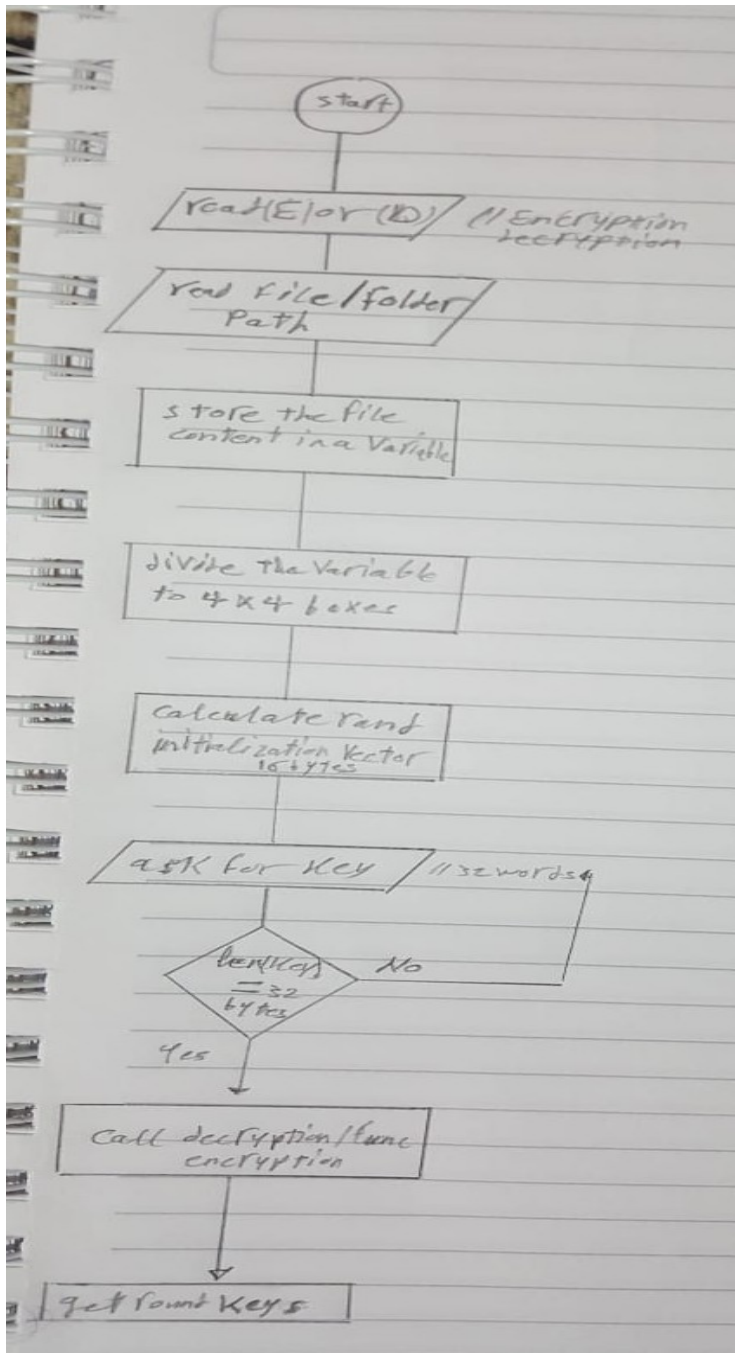 start
read(E)or(D) //Encryption
decryption
read file/folder
Path
store the file
content in a Variable
divide the Variable
to 4x4 boxes
calculate rand
initialization Vector
16 bytes
ask for Key //32 words
len(Key)
=32
bytes
No
Yes
Call decryption/func
encryption
get round Keys